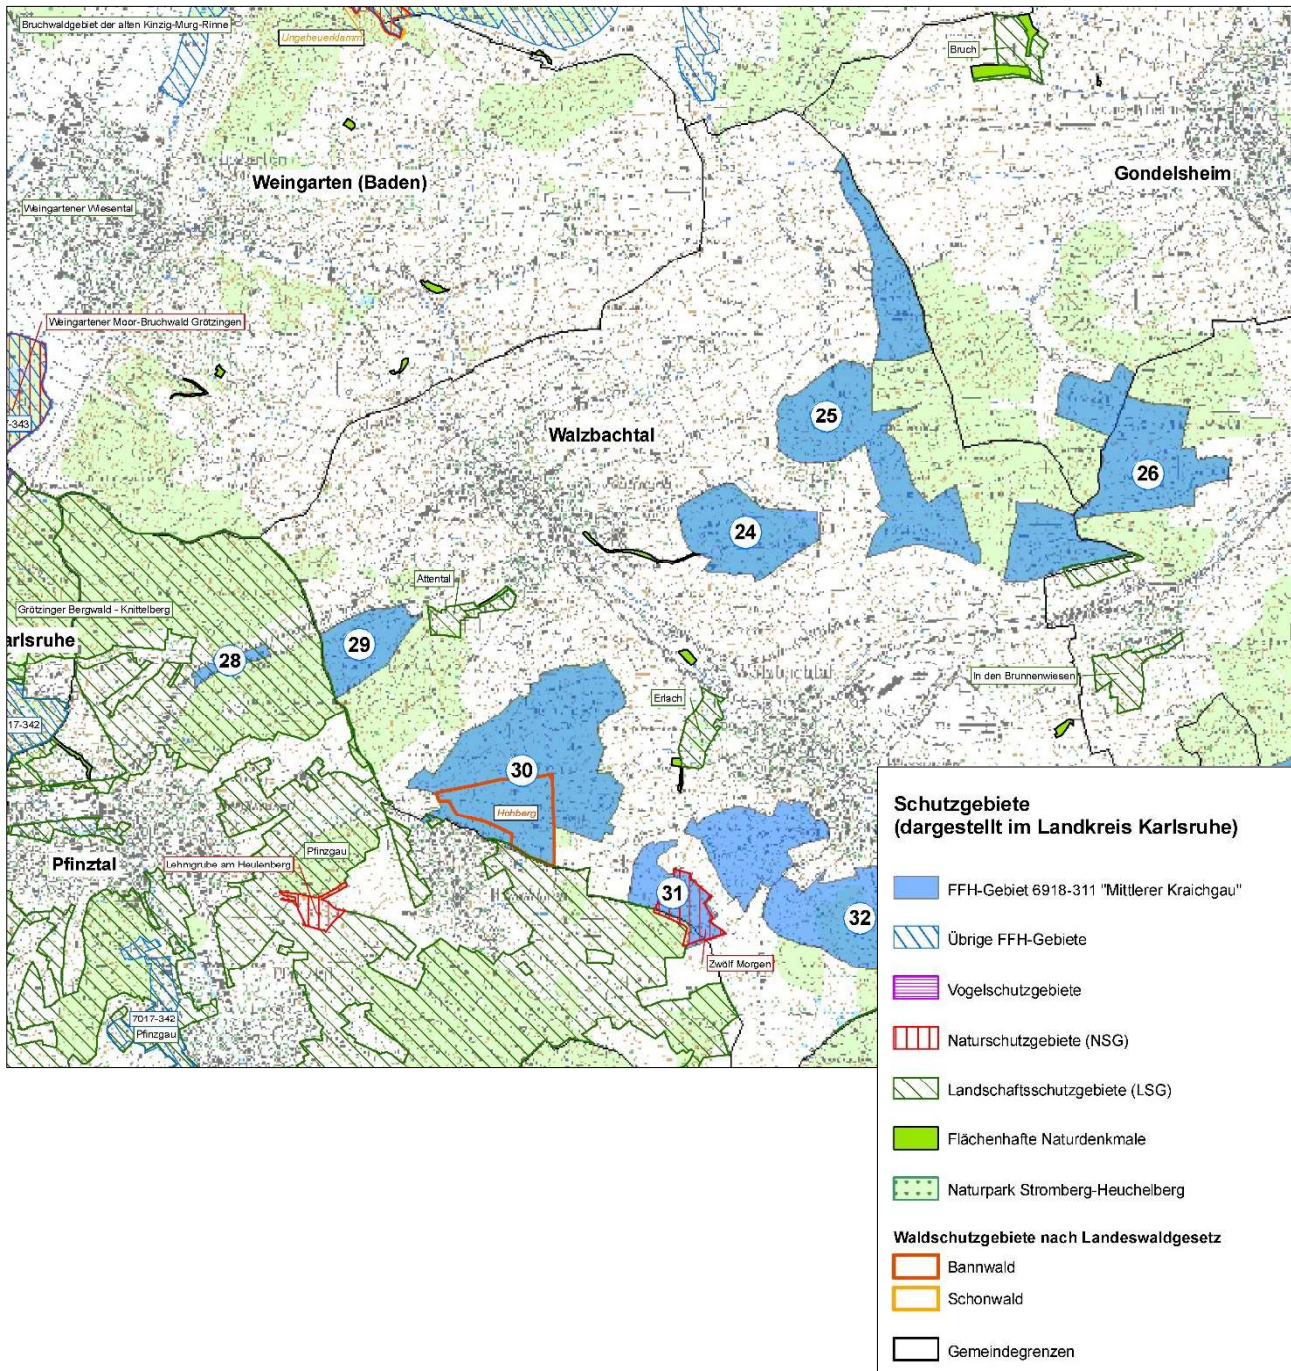 Bruchwaldgebiet der alten Kinzig-Murg-Rinne
Ungeheuerklamm
Bruch
Weingarten (Baden)
Gondelsheim
Weingartener Wiesental
Weingartener Moor-Bruchwald Grötzingen
-343
25
Walzbachtal
26
24
Attental
Grötzinger Bergwald - Knittelberg
arlsruhe
28
29
In den Brunnenwiesen
Erlach
17-342
30
Hohberg
Pfinztal
Pfinzgau
Lehmgrube am Heulenberg
31
32
Zwölf Morgen
7017-342
Pfinzgau
Schutzgebiete
(dargestellt im Landkreis Karlsruhe)
FFH-Gebiet 6918-311 "Mittlerer Kraichgau"
Übrige FFH-Gebiete
Vogelschutzgebiete
Naturschutzgebiete (NSG)
Landschaftsschutzgebiete (LSG)
Flächenhafte Naturdenkmale
Naturpark Stromberg-Heuchelberg
Waldschutzgebiete nach Landeswaldgesetz
Bannwald
Schonwald
Gemeindegrenzen